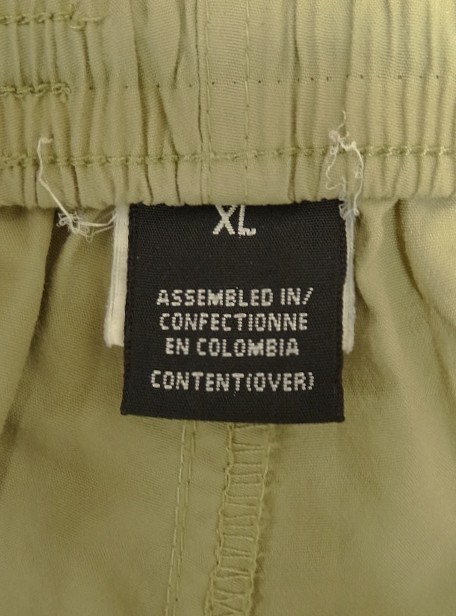 XL
ASSEMBLED IN/
CONFECTIONNE
EN COLOMBIA
CONTENT(OVER)